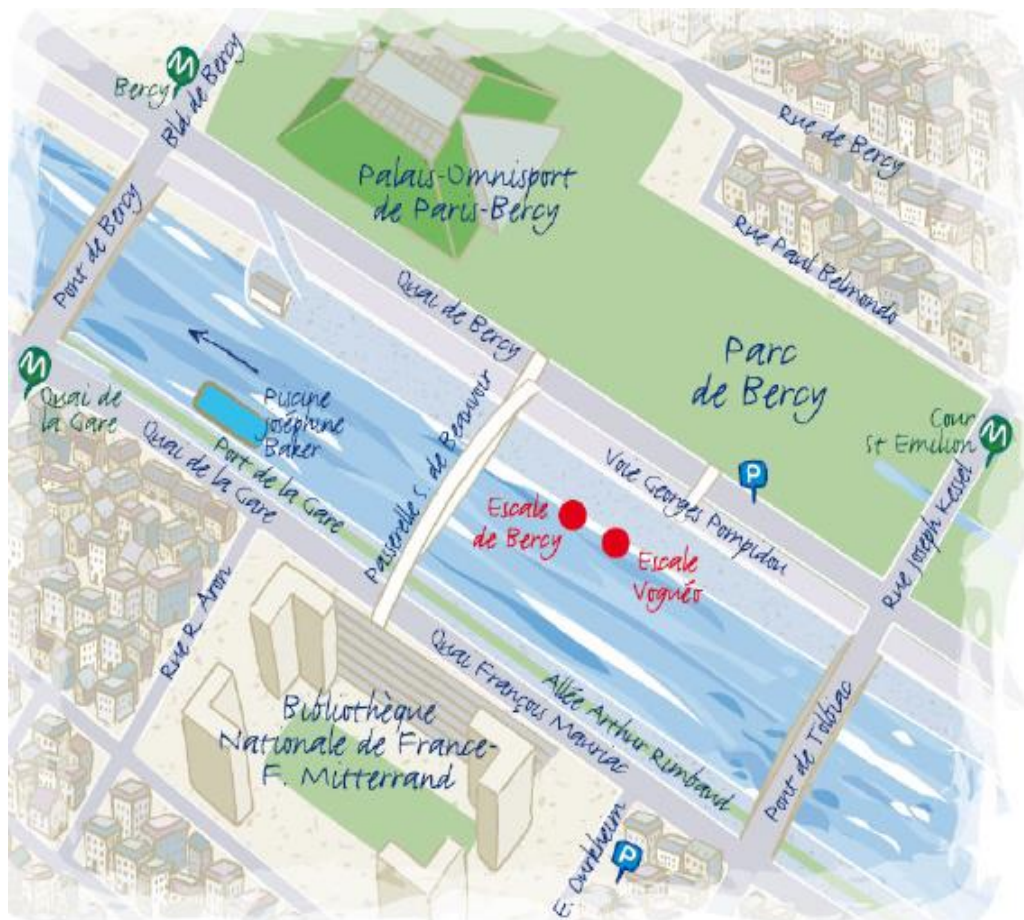 M
Bercy
Bld. de Bercy
Pont de Bercy
Palais-Omnisport
de Paris-Bercy
Rue de Bercy
Rue Paul Belmondo
Quai de Bercy
Parc
de Bercy
M
Quai de
la Gare
Piscine
Joséphine
Baker
Port de la Gare
Quai de la Gare
Passerelle S. de Beauvoir
M
Cour
St Emilion
P
Voie Georges Pompidou
Rue Joseph Kessel
Escale
de Bercy
Escale
Voguéo
Rue R. Aron
Quai François Mauriac
Allée Arthur Rimbaud
Pont de Tolbiac
Bibliothèque
Nationale de France-
F. Mitterrand
E. Durkheim
P